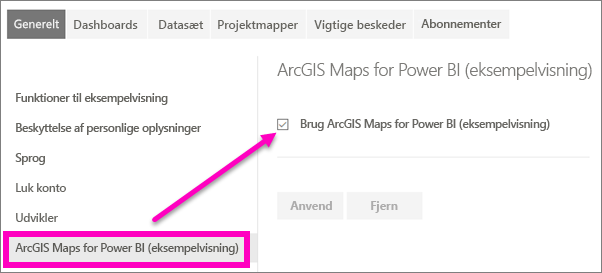 Generelt Dashboards Datasæt Projektmapper Vigtige beskeder Abonnementer
ArcGIS Maps for Power BI (eksempelvisning)
Funktioner til eksempelvisning
Beskyttelse af personlige oplysninger
Sprog
Luk konto
Udvikler
ArcGIS Maps for Power BI (eksempelvisning)
Brug ArcGIS Maps for Power BI (eksempelvisning)
Anvend Fjern